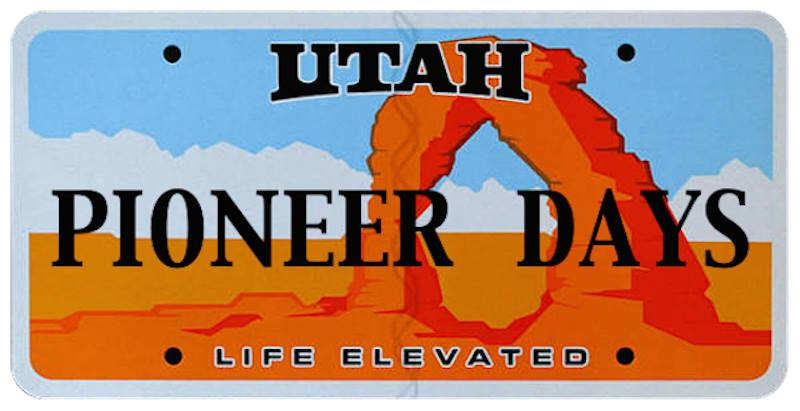 UTAH
PIONEER DAYS
LIFE ELEVATED